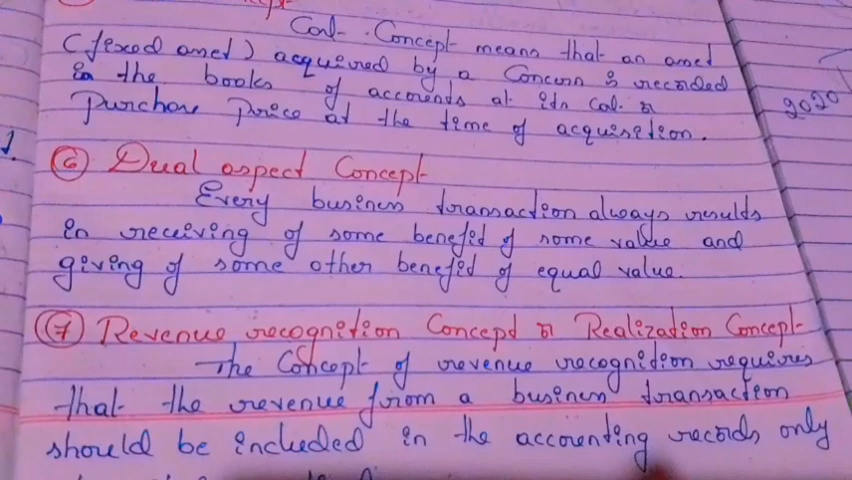 Cost Concept means that an asset
(fixed asset) acquired by a Concern is recorded
in the books of accounts at its Cost or
Purchase Price at the time of acquisition.
2020
1.
⑥ Dual aspect Concept
Every business transaction always results
in receiving of some benefit of some value and
giving of some other benefit of equal value.
⑦ Revenue recognition Concept or Realization Concept
The Concept of revenue recognition requires
that the revenue from a business transaction
should be included in the accounting records only